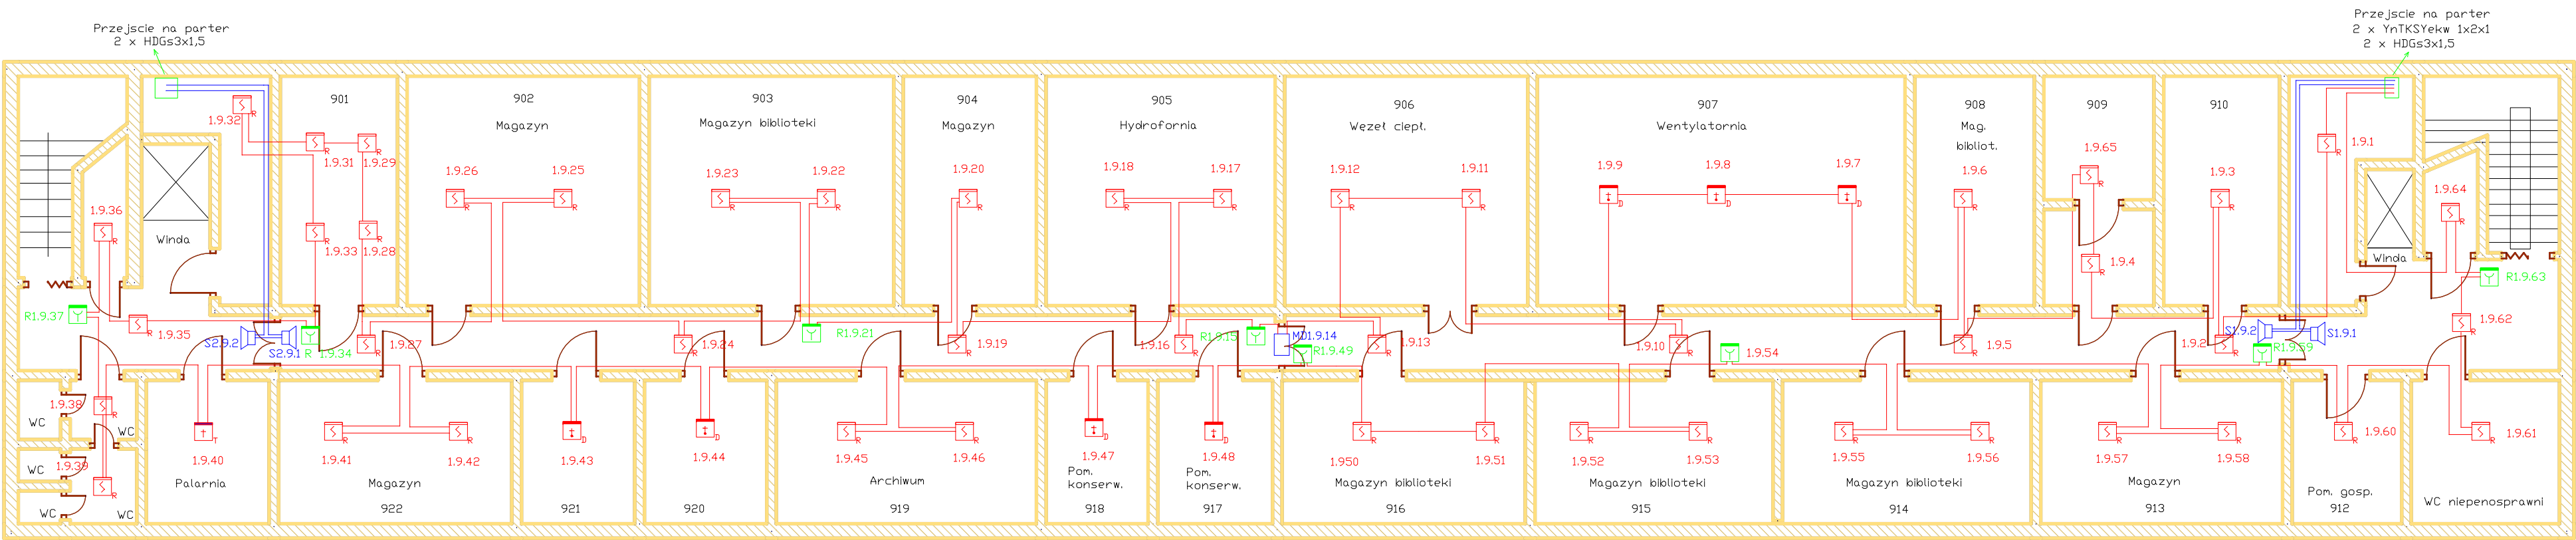 Przejscie na parter
2 x HDGs3x1,5
Przejscie na parter
2 x YnTKSYekw 1x2x1
2 x HDGs3x1,5
901
902
Magazyn
903
Magazyn biblioteki
904
Magazyn
905
Hydrofornia
906
Węzeł ciepł.
907
Wentylatornia
908
Mag.
bibliot.
909
910
1.9.32
R
1.9.31
R
1.9.29
R
1.9.26
R
1.9.25
R
1.9.23
R
1.9.22
R
1.9.20
R
1.9.18
R
1.9.17
R
1.9.12
R
1.9.11
R
1.9.9
D
1.9.8
D
1.9.7
D
1.9.6
R
1.9.65
R
1.9.4
R
1.9.3
R
1.9.1
R
1.9.64
R
1.9.36
R
Winda
1.9.33
R
1.9.28
R
Winda
R1.9.63
R1.9.37
1.9.35
R
S2.9.2
S2.9.1
R 1.9.34
1.9.27
R
1.9.24
R
R1.9.21
1.9.19
R
1.9.16
R
R1.9.15
MD1.9.14
R1.9.49
1.9.13
R
1.9.10
R
1.9.54
1.9.5
R
1.9.2
R
S1.9.2
S1.9.1
R1.9.59
1.9.62
R
1.9.38
R
WC
WC
1.9.39
R
WC
WC
WC
1.9.40
T
Palarnia
1.9.41
R
1.9.42
R
Magazyn
922
1.9.43
D
921
1.9.44
D
920
1.9.45
R
1.9.46
R
Archiwum
919
1.9.47
D
Pom.
konserw.
918
1.9.48
D
Pom.
konserw.
917
1.950
R
1.9.51
R
Magazyn biblioteki
916
1.9.52
R
1.9.53
R
Magazyn biblioteki
915
1.9.55
R
1.9.56
R
Magazyn biblioteki
914
1.9.57
R
1.9.58
R
Magazyn
913
1.9.60
R
Pom. gosp.
912
1.9.61
R
WC niepenosprawni